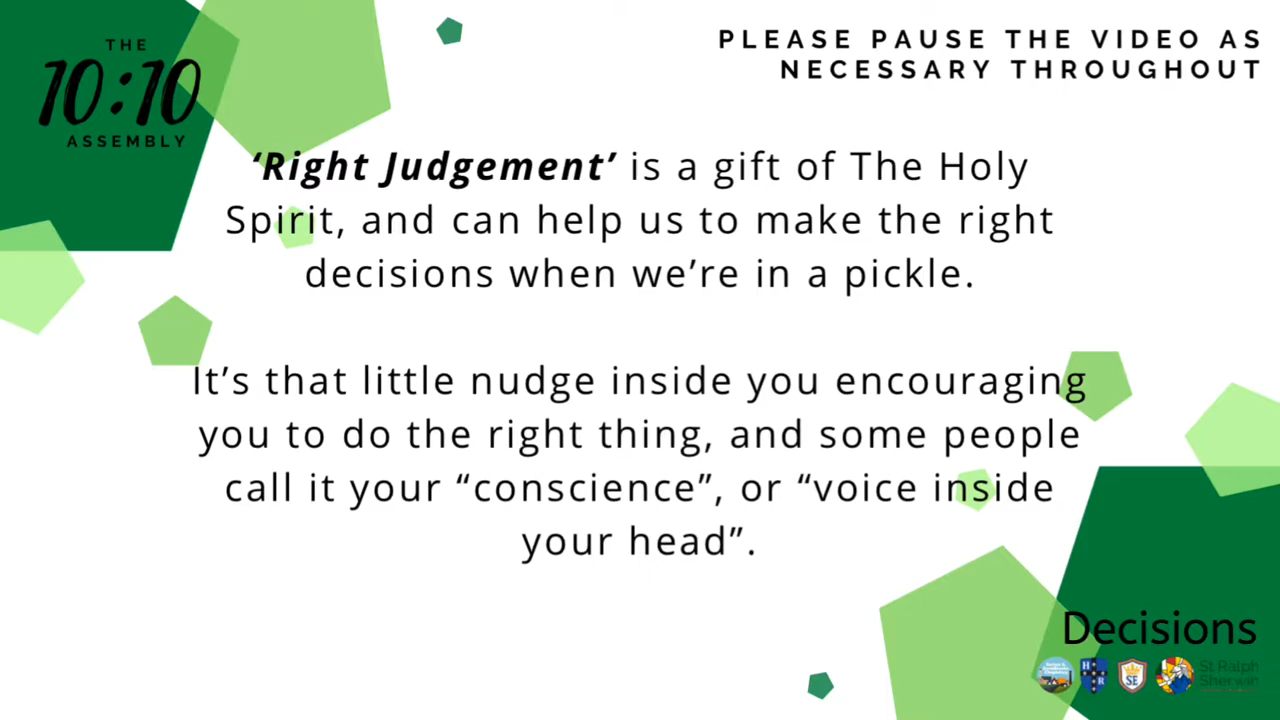 THE
10:10
ASSEMBLY
PLEASE PAUSE THE VIDEO AS
NECESSARY THROUGHOUT
‘Right Judgement’ is a gift of The Holy
Spirit, and can help us to make the right
decisions when we’re in a pickle.
It’s that little nudge inside you encouraging
you to do the right thing, and some people
call it your “conscience”, or “voice inside
your head”.
Decisions
H
R
SE
St Ralph
Sherwin